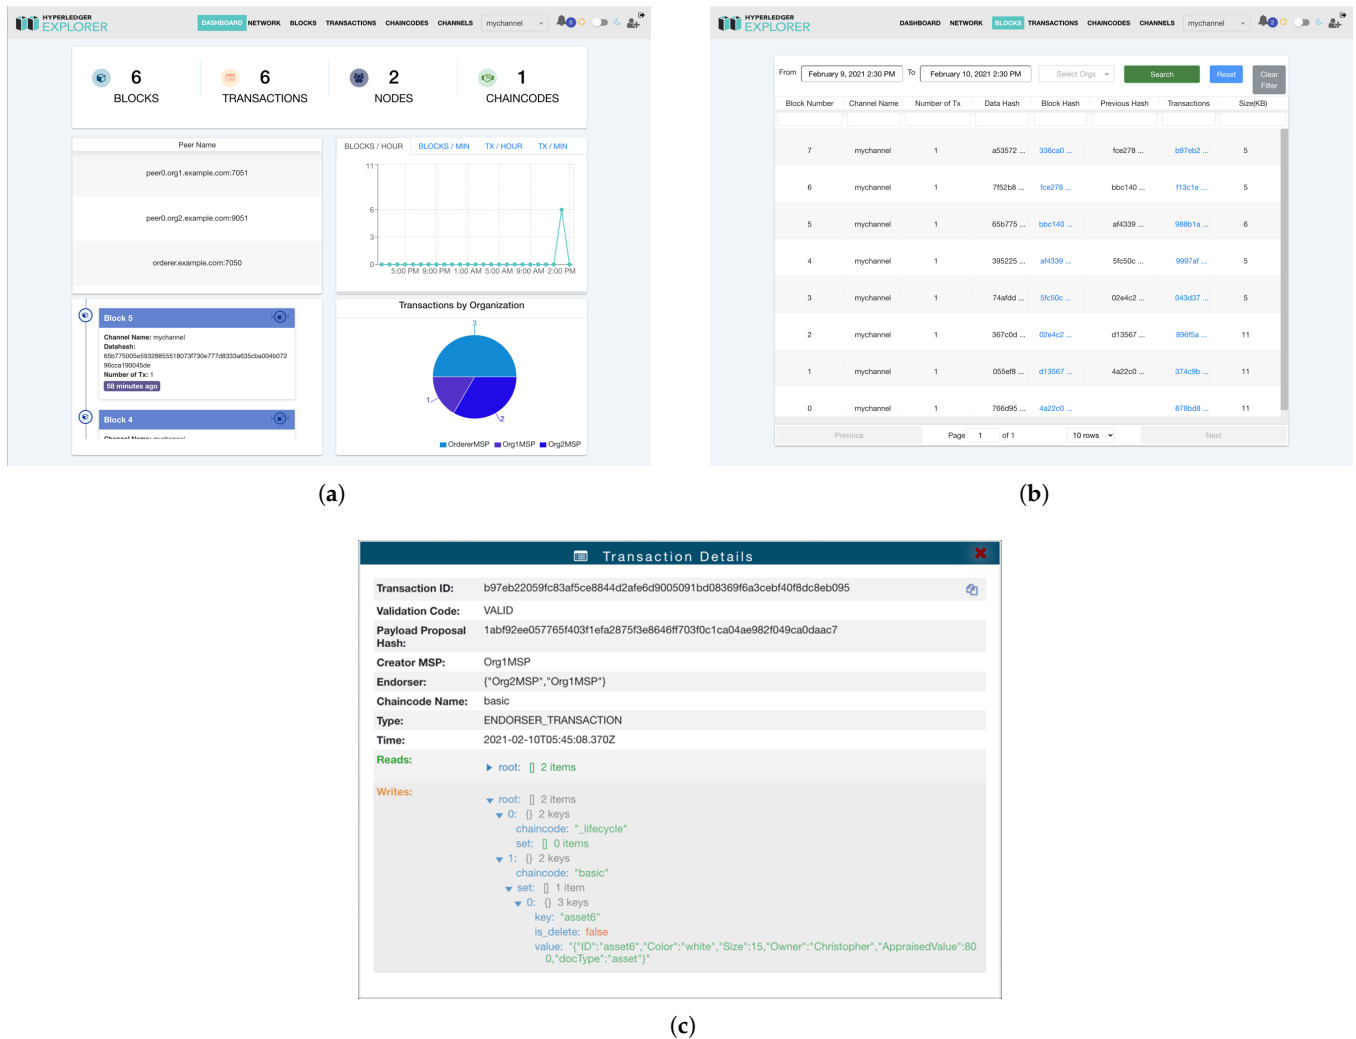 HYPERLEDGER
EXPLORER
DASHBOARD NETWORK BLOCKS TRANSACTIONS CHAINCODES CHANNELS mychannel
6 BLOCKS
6 TRANSACTIONS
2 NODES
1 CHAINCODES
Peer Name
peer0.org1.example.com:7051
peer0.org2.example.com:9051
orderer.example.com:7050
BLOCKS / HOUR BLOCKS / MIN TX / HOUR TX / MIN
11
6
3
0
5:00 PM 9:00 PM 1:00 AM 5:00 AM 9:00 AM 2:00 PM
Block 5
Channel Name: mychannel
Datahash:
65b775005e59328855518073f730e777d8333a635cba004b072
96cca190045de
Number of Tx: 1
58 minutes ago
Block 4
Channel Name: mychannel
Transactions by Organization
3
1
2
OrdererMSP Org1MSP Org2MSP
(a)
HYPERLEDGER
EXPLORER
DASHBOARD NETWORK BLOCKS TRANSACTIONS CHAINCODES CHANNELS mychannel 2
From February 9, 2021 2:30 PM To February 10, 2021 2:30 PM Select Orgs Search Reset Clear
Filter
Block Number Channel Name Number of Tx Data Hash Block Hash Previous Hash Transactions Size(KB)
7 mychannel 1 a53572 ... 336ca0 ... fce278 ... b97eb2 ... 5
6 mychannel 1 7f52b8 ... fce278 ... bbc140 ... f13c1e ... 5
5 mychannel 1 65b775 ... bbc140 ... af4339 ... 988b1a ... 6
4 mychannel 1 395225 ... af4339 ... 5fc50c ... 9997af ... 5
3 mychannel 1 74afdd ... 5fc50c ... 02e4c2 ... 043d37 ... 5
2 mychannel 1 367c0d ... 02e4c2 ... d13567 ... 896f5a ... 11
1 mychannel 1 055ef8 ... d13567 ... 4a22c0 ... 374c9b ... 11
0 mychannel 1 766d95 ... 4a22c0 ... 878bd8 ... 11
Previous Page 1 of 1 10 rows Next
(b)
Transaction Details
Transaction ID: b97eb22059fc83af5ce8844d2afe6d9005091bd08369f6a3cebf40f8dc8eb095
Validation Code: VALID
Payload Proposal Hash: 1abf92ee057765f403f1efa2875f3e8646ff703f0c1ca04ae982f049ca0daac7
Creator MSP: Org1MSP
Endorser: {"Org2MSP","Org1MSP"}
Chaincode Name: basic
Type: ENDORSER_TRANSACTION
Time: 2021-02-10T05:45:08.370Z
Reads:
root: [] 2 items
Writes:
root: [] 2 items
0: {} 2 keys
chaincode: "_lifecycle"
set: [] 0 items
1: {} 2 keys
chaincode: "basic"
set: [] 1 item
0: {} 3 keys
key: "asset6"
is_delete: false
value: "{"ID":"asset6","Color":"white","Size":15,"Owner":"Christopher","AppraisedValue":80
0,"docType":"asset"}"
(c)